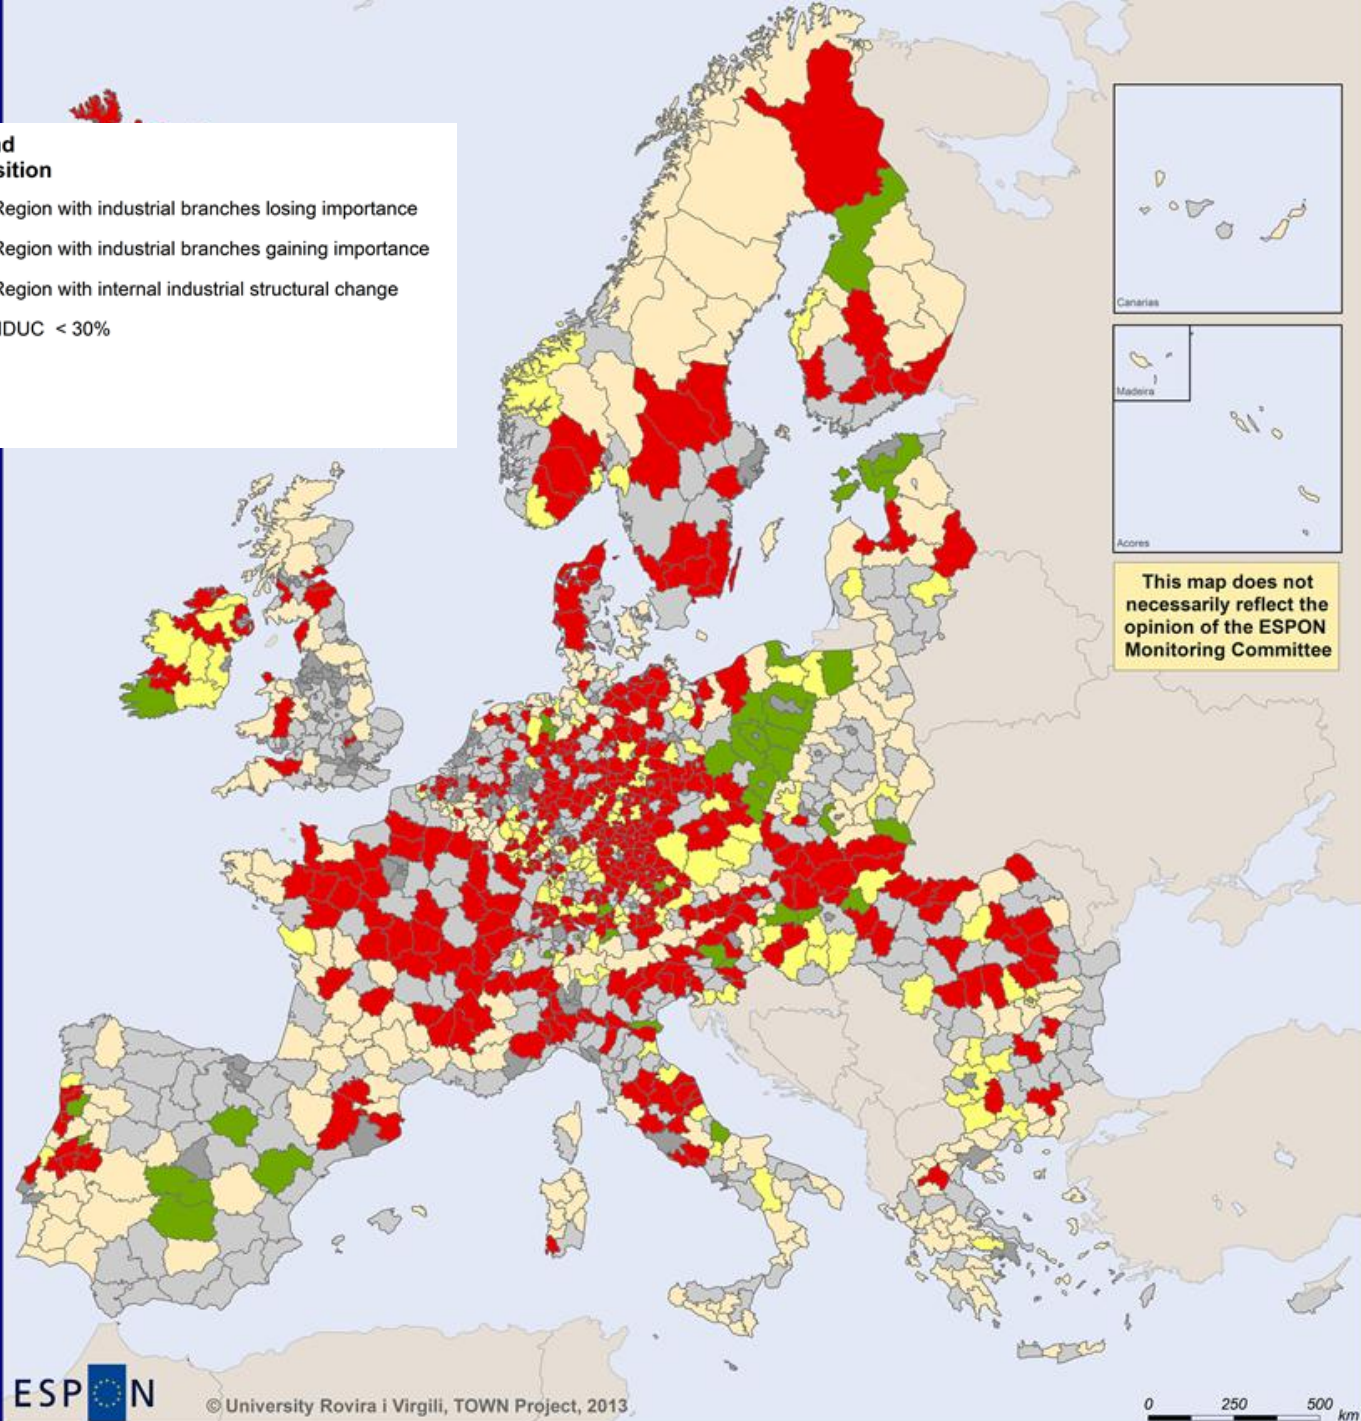 nd
sition
Region with industrial branches losing importance
Region with industrial branches gaining importance
Region with internal industrial structural change
NDUC < 30%
Canarias
Madeira
Acores
This map does not
necessarily reflect the
opinion of the ESPON
Monitoring Committee
ESPON
© University Rovira i Virgili, TOWN Project, 2013
0 250 500
km